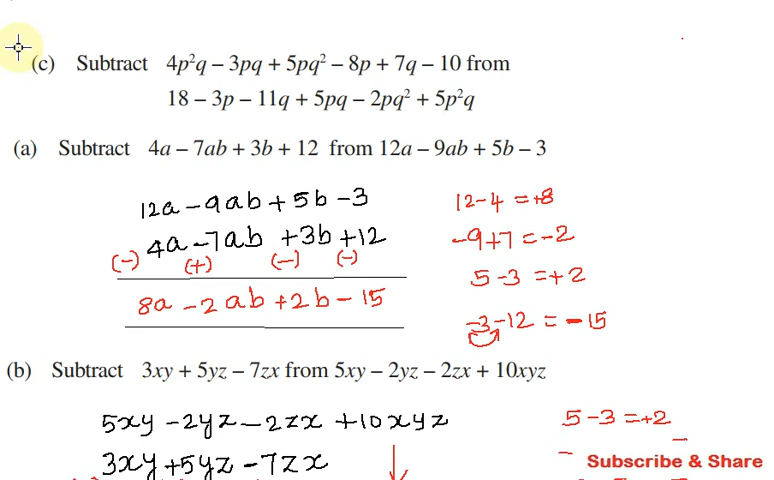 (c) Subtract 4p²q – 3pq + 5pq² – 8p + 7q – 10 from
18 – 3p – 11q + 5pq – 2pq² + 5p²q
(a) Subtract 4a – 7ab + 3b + 12 from 12a – 9ab + 5b – 3
12a – 9ab + 5b – 3
12 – 4 = +8
4a – 7ab + 3b + 12
–9 + 7 = –2
(–) (+) (–) (–)
5 – 3 = +2
8a – 2ab + 2b – 15
–3 – 12 = – 15
(b) Subtract 3xy + 5yz – 7zx from 5xy – 2yz – 2zx + 10xyz
5xy – 2yz – 2zx + 10xyz
5 – 3 = +2
3xy + 5yz – 7zx
Subscribe & Share